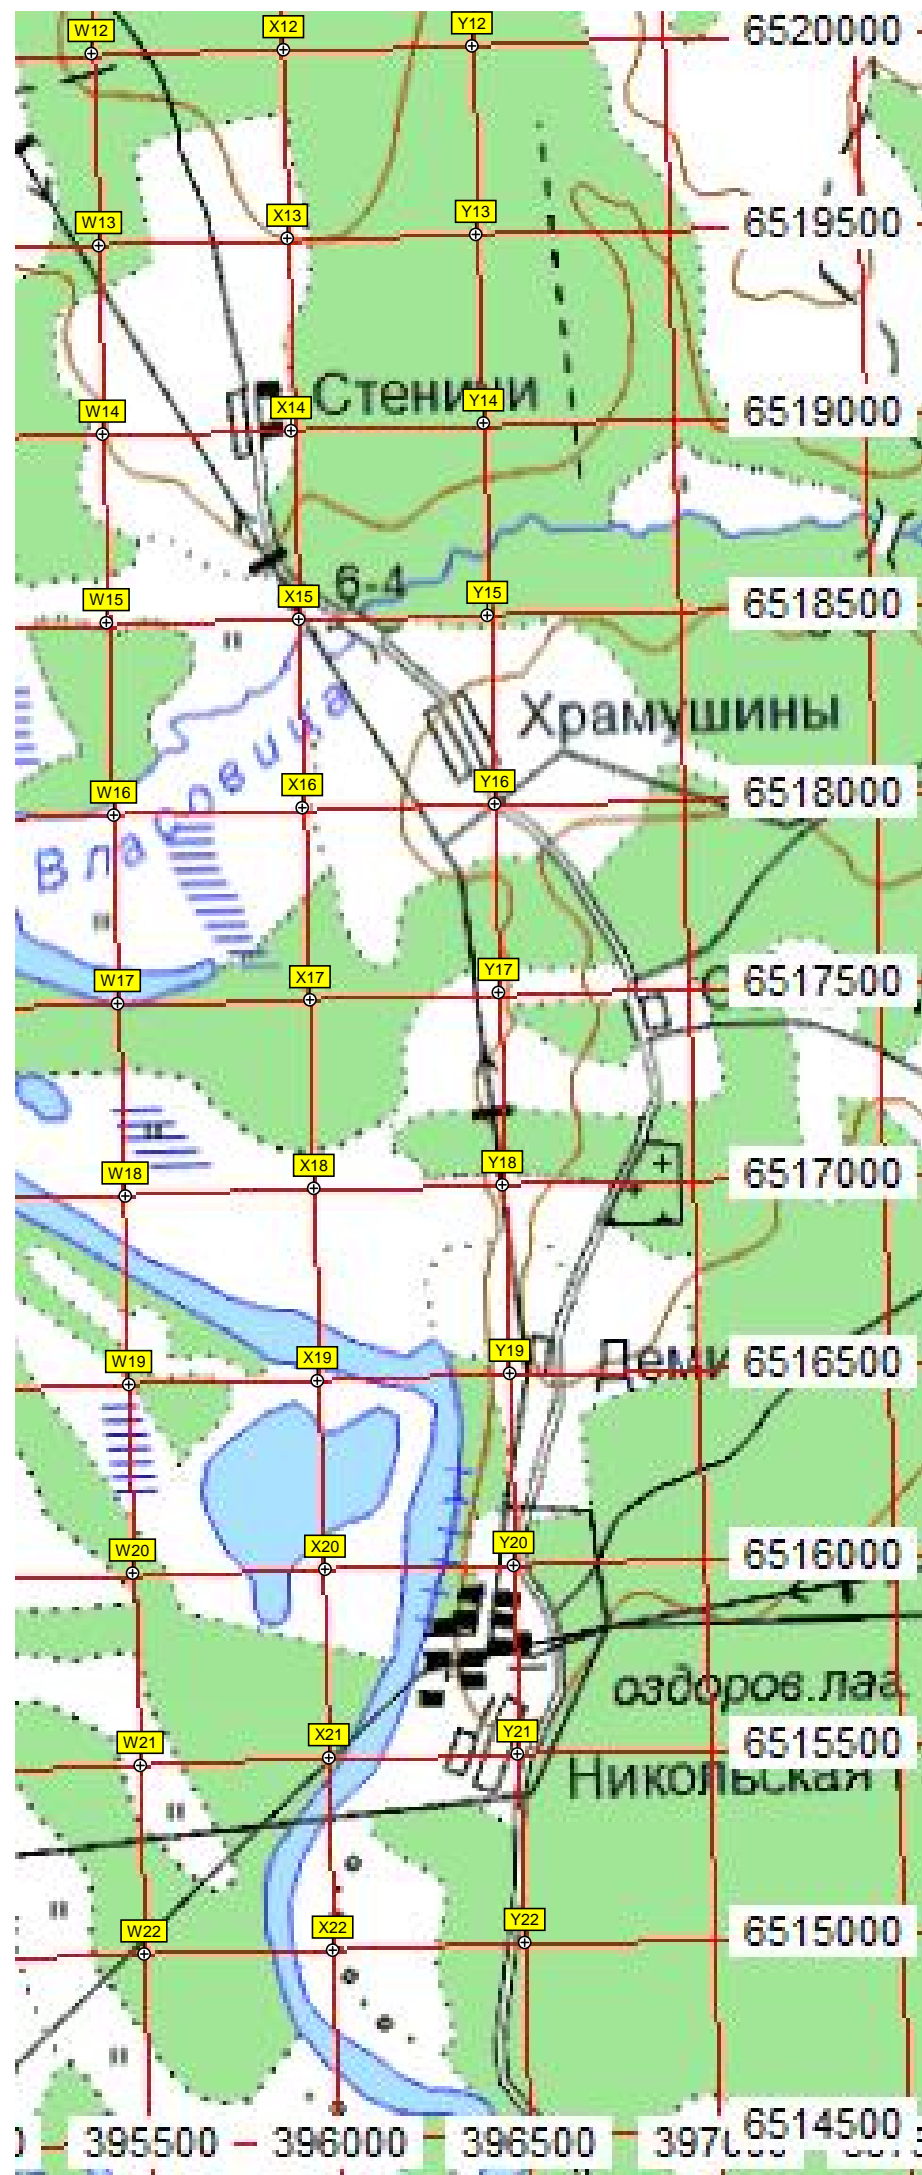 W12 X12 Y12 6520000
W13 X13 Y13 6519500
Стеничи
W14 X14 Y14 6519000
6-4
W15 X15 Y15 6518500
Храмушины
Власовица
W16 X16 Y16 6518000
W17 X17 Y17 6517500
W18 X18 Y18 6517000
W19 X19 Y19 6516500
W20 X20 Y20 6516000
оздоров.лаг.
W21 X21 Y21 6515500
Никольская
W22 X22 Y22 6515000
6514500
395500 396000 396500